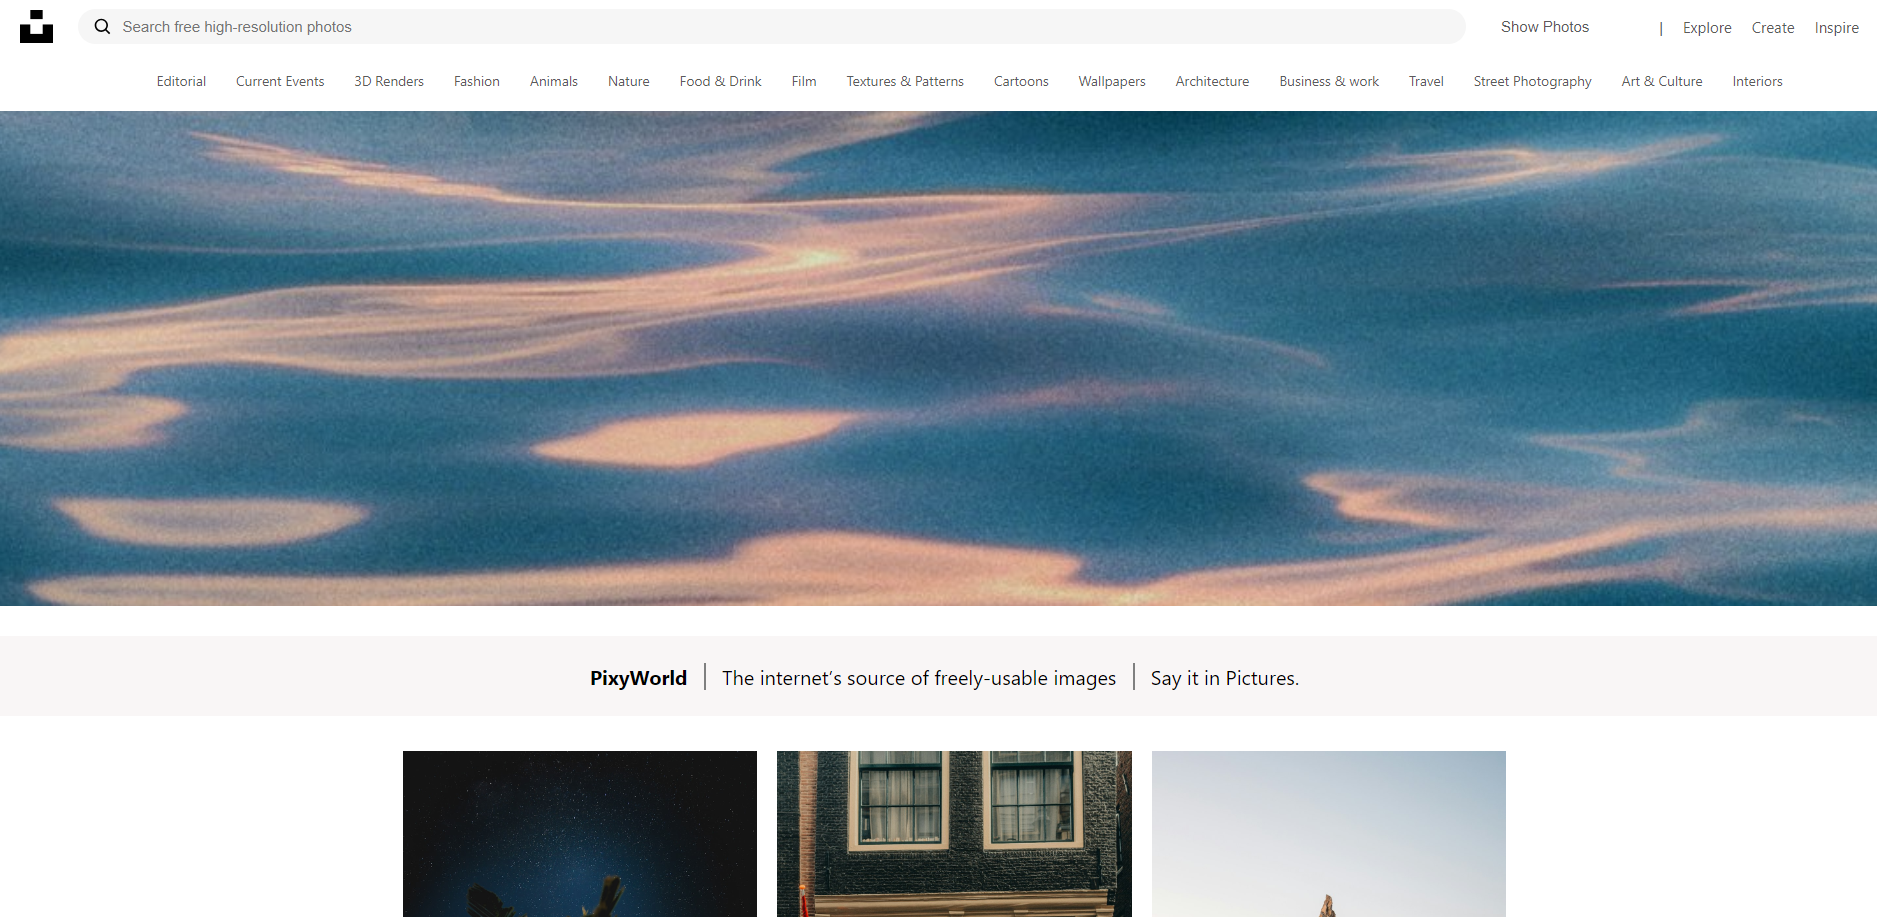 Search free high-resolution photos Show Photos | Explore Create Inspire
Editorial Current Events 3D Renders Fashion Animals Nature Food & Drink Film Textures & Patterns Cartoons Wallpapers Architecture Business & work Travel Street Photography Art & Culture Interiors
PixyWorld | The internet’s source of freely-usable images | Say it in Pictures.